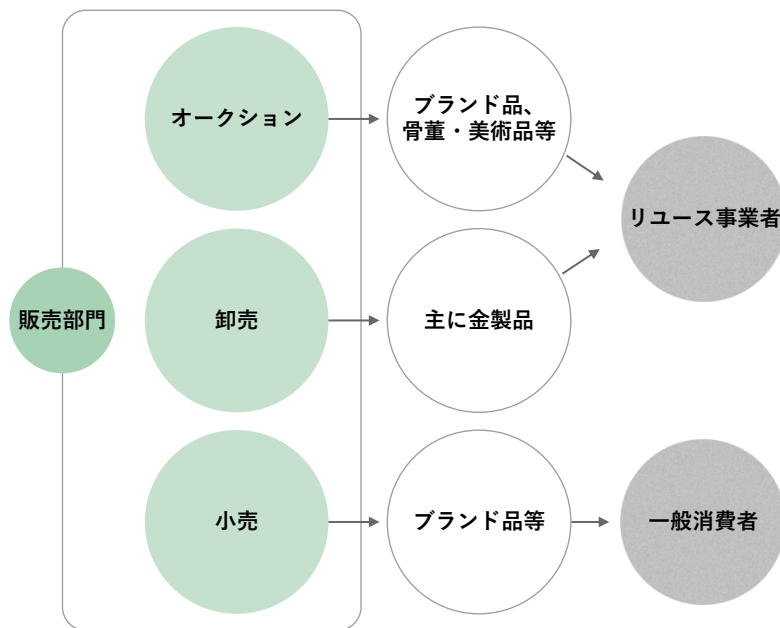 販売部門
オークション
ブランド品、
骨董・美術品等
リユース事業者
卸売
主に金製品
小売
ブランド品等
一般消費者